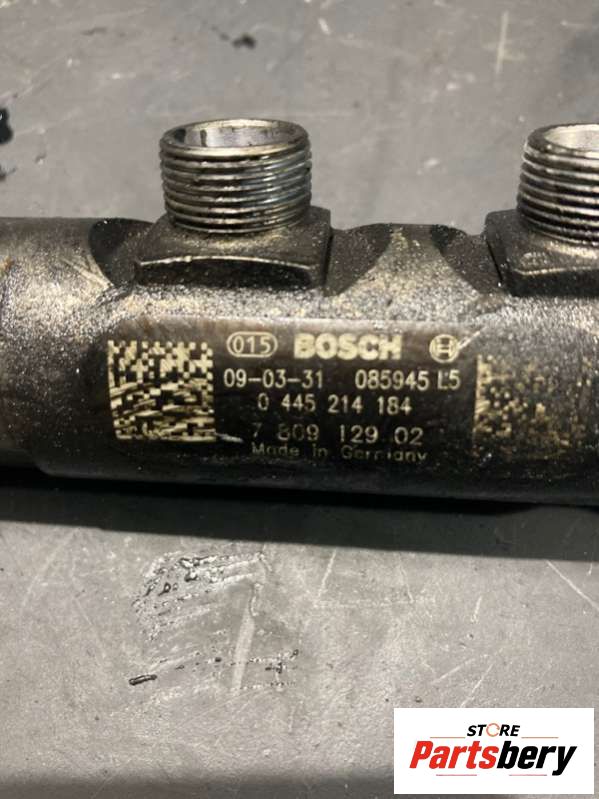 015 BOSCH
09-03-31 085945 L5
0 445 214 184
7 809 129 02
Made in Germany
STORE
Partsbery